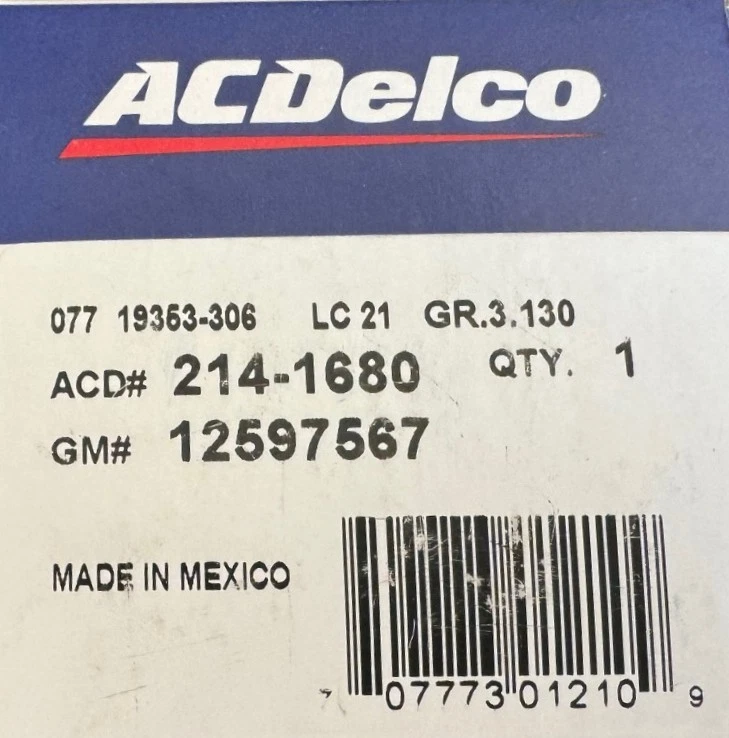 ACDelco
077 19353-306 LC 21 GR.3.130
ACD# 214-1680 QTY. 1
GM# 12597567
MADE IN MEXICO
7 07773 01210 9